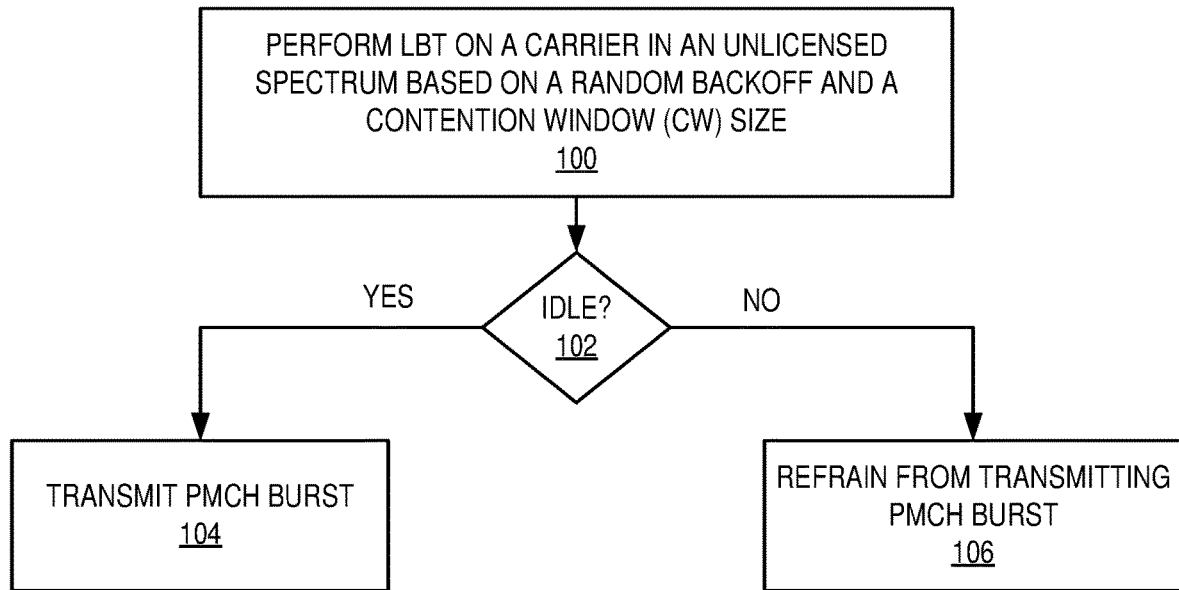 PERFORM LBT ON A CARRIER IN AN UNLICENSED
SPECTRUM BASED ON A RANDOM BACKOFF AND A
CONTENTION WINDOW (CW) SIZE
100
YES
IDLE?
NO
102
TRANSMIT PMCH BURST
104
REFRAIN FROM TRANSMITTING
PMCH BURST
106